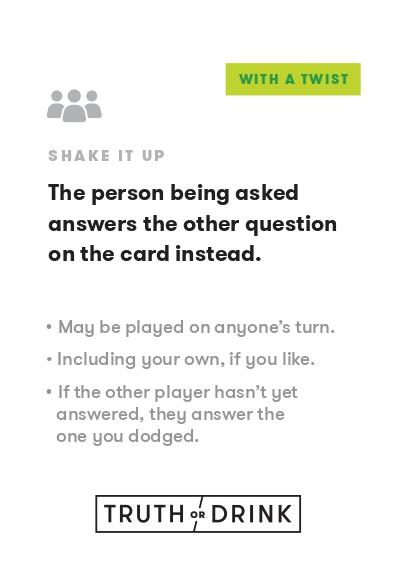 WITH A TWIST
SHAKE IT UP
The person being asked
answers the other question
on the card instead.
• May be played on anyone's turn.
• Including your own, if you like.
• If the other player hasn't yet
answered, they answer the
one you dodged.
TRUTH OR DRINK